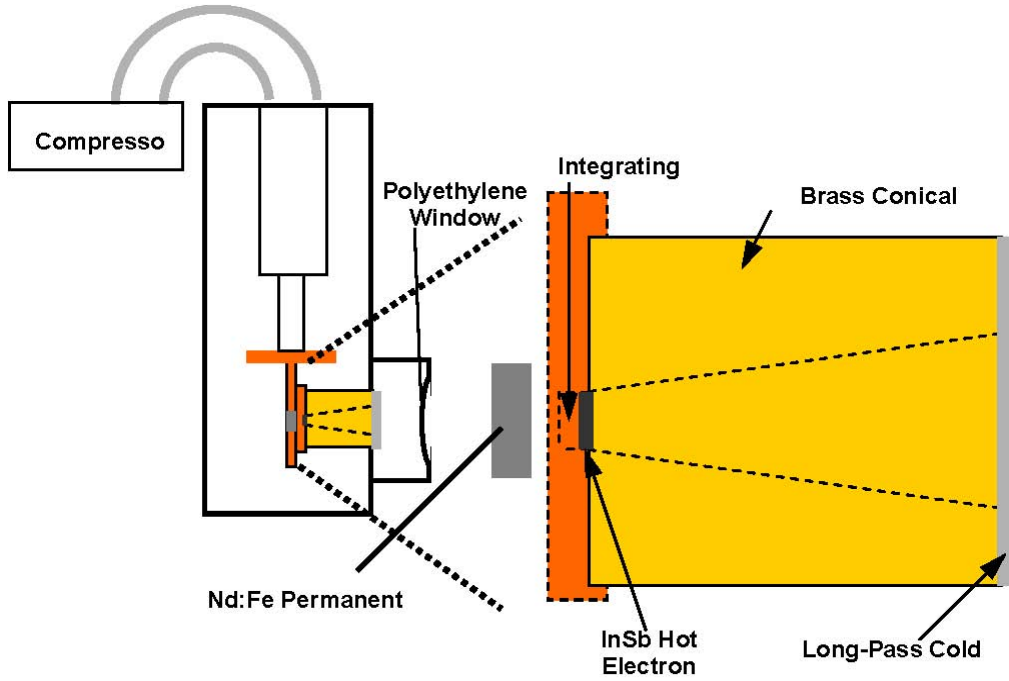 Compresso
Integrating
Polyethylene
Window
Brass Conical
Nd:Fe Permanent
InSb Hot
Electron
Long-Pass Cold